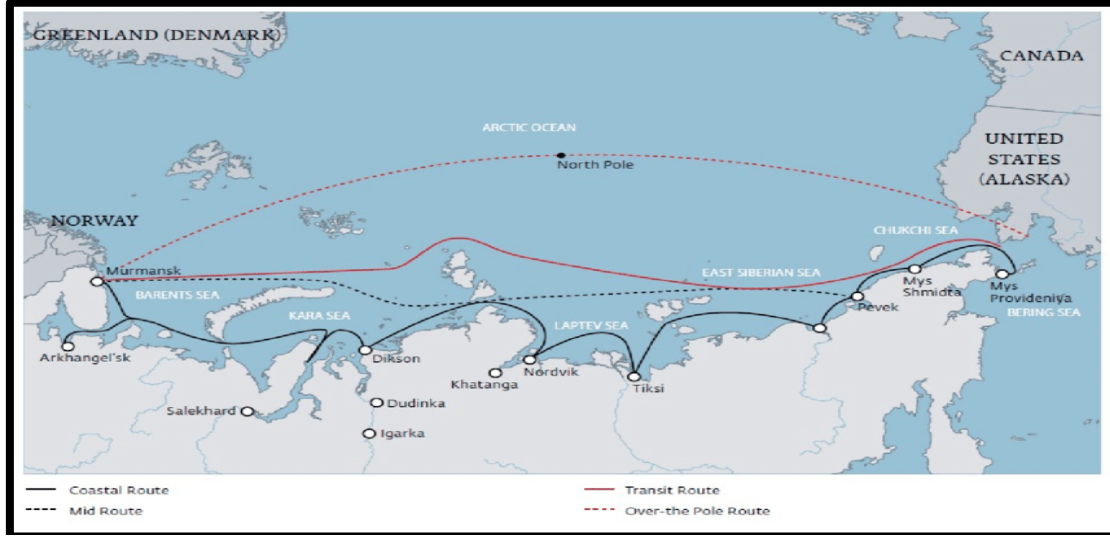 GREENLAND (DENMARK)
CANADA
ARCTIC OCEAN
UNITED
STATES
(ALASKA)
North Pole
NORWAY
CHUKCHI SEA
Murmansk
EAST SIBERIAN SEA
BARENTS SEA
Mys
Shmidta
Mys
Provideniya
Pevek
KARA SEA
LAPTEV SEA
BERING SEA
Arkhangel'sk
Dikson
Nordvik
Khatanga
Tiksi
Dudinka
Salekhard
Igarka
Coastal Route
Transit Route
Mid Route
Over-the Pole Route